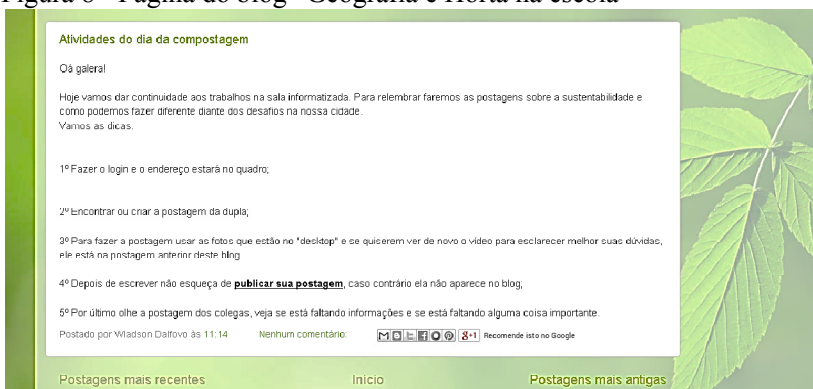 Figura 8 - Página do blog "Geografia e Horta na escola"
Atividades do dia da compostagem
Oá galera!
Hoje vamos dar continuidade aos trabalhos na sala informatizada. Para relembrar faremos as postagens sobre a sustentabilidade e
como podemos fazer diferente diante dos desafios na nossa cidade.
Vamos as dicas.
1º Fazer o login e o endereço estará no quadro;
2º Encontrar ou criar a postagem da dupla;
3º Para fazer a postagem usar as fotos que estão no "desktop" e se quiserem ver de novo o vídeo para esclarecer melhor suas dúvidas,
ele está na postagem anterior deste blog
4º Depois de escrever não esqueça de publicar sua postagem, caso contrário ela não aparece no blog;
5º Por último olhe a postagem dos colegas, veja se está faltando informações e se está faltando alguma coisa importante.
Postado por Wladson Dalfovo às 11:14 Nenhum comentário: g+1 Recomende isto no Google
Postagens mais recentes Início Postagens mais antigas